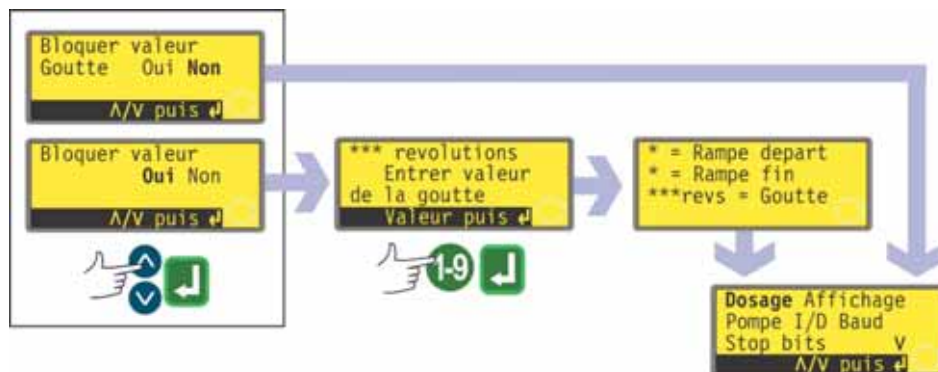 Bloquer valeur
Goutte Oui Non
Λ/V puis ↲
Bloquer valeur
Oui Non
Λ/V puis ↲
1-9
*** revolutions
Entrer valeur
de la goutte
Valeur puis ↲
* = Rampe depart
* = Rampe fin
***revs = Goutte
Dosage Affichage
Pompe I/D Baud
Stop bits V
Λ/V puis ↲